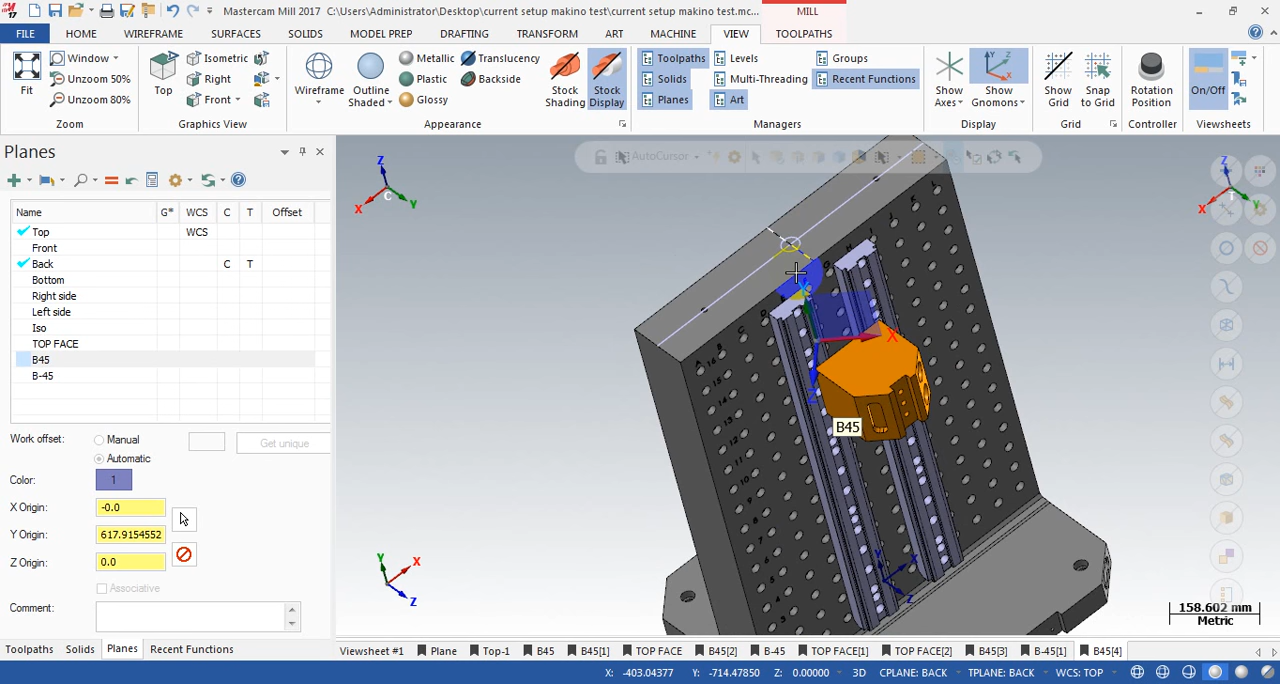 Mastercam Mill 2017 C:\Users\Administrator\Desktop\current setup makino test\current setup makino test.mc...
MILL
FILE HOME WIREFRAME SURFACES SOLIDS MODEL PREP DRAFTING TRANSFORM ART MACHINE VIEW TOOLPATHS
Fit
Window
Unzoom 50%
Unzoom 80%
Zoom
Top
Isometric
Right
Front
Graphics View
Wireframe
Outline
Shaded
Metallic
Plastic
Glossy
Translucency
Appearance
Stock
Shading
Stock
Display
Toolpaths
Solids
Planes
Levels
Multi-Threading
Art
Groups
Recent Functions
Managers
Show
Axes
Show
Gnomons
Display
Show
Grid
Snap
to Grid
Grid
Rotation
Position
Controller
On/Off
Viewsheets
Planes
Name G* WCS C T Offset
Top WCS
Front
Back C T
Bottom
Right side
Left side
Iso
TOP FACE
B45
B-45
Work offset: Manual Get unique
Automatic
Color: 1
X Origin: -0.0
Y Origin: 617.9154552
Z Origin: 0.0
Associative
Comment:
Toolpaths Solids Planes Recent Functions
AutoCursor
Z
X
C
Y
Z
X
T
Y
X
Z
B45
Y
X
Z
Y
X
Z
158.602 mm
Metric
Viewsheet #1 Plane Top-1 B45 B45[1] TOP FACE B45[2] B-45 TOP FACE[1] TOP FACE[2] B45[3] B-45[1] B45[4]
X: -403.04377 Y: -714.47850 Z: 0.00000 3D CPLANE: BACK TPLANE: BACK WCS: TOP